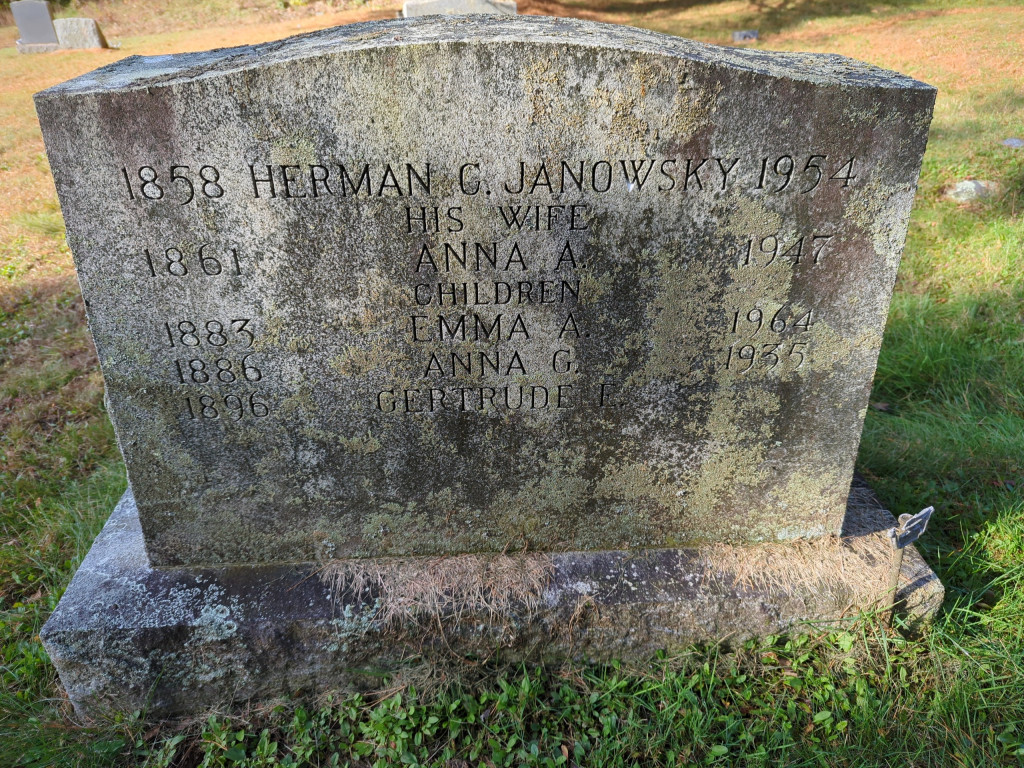 1858 HERMAN C. JANOWSKY 1954
HIS WIFE
1861 ANNA A. 1947
CHILDREN
1883 EMMA A. 1964
1886 ANNA G. 1935
1896 GERTRUDE E.